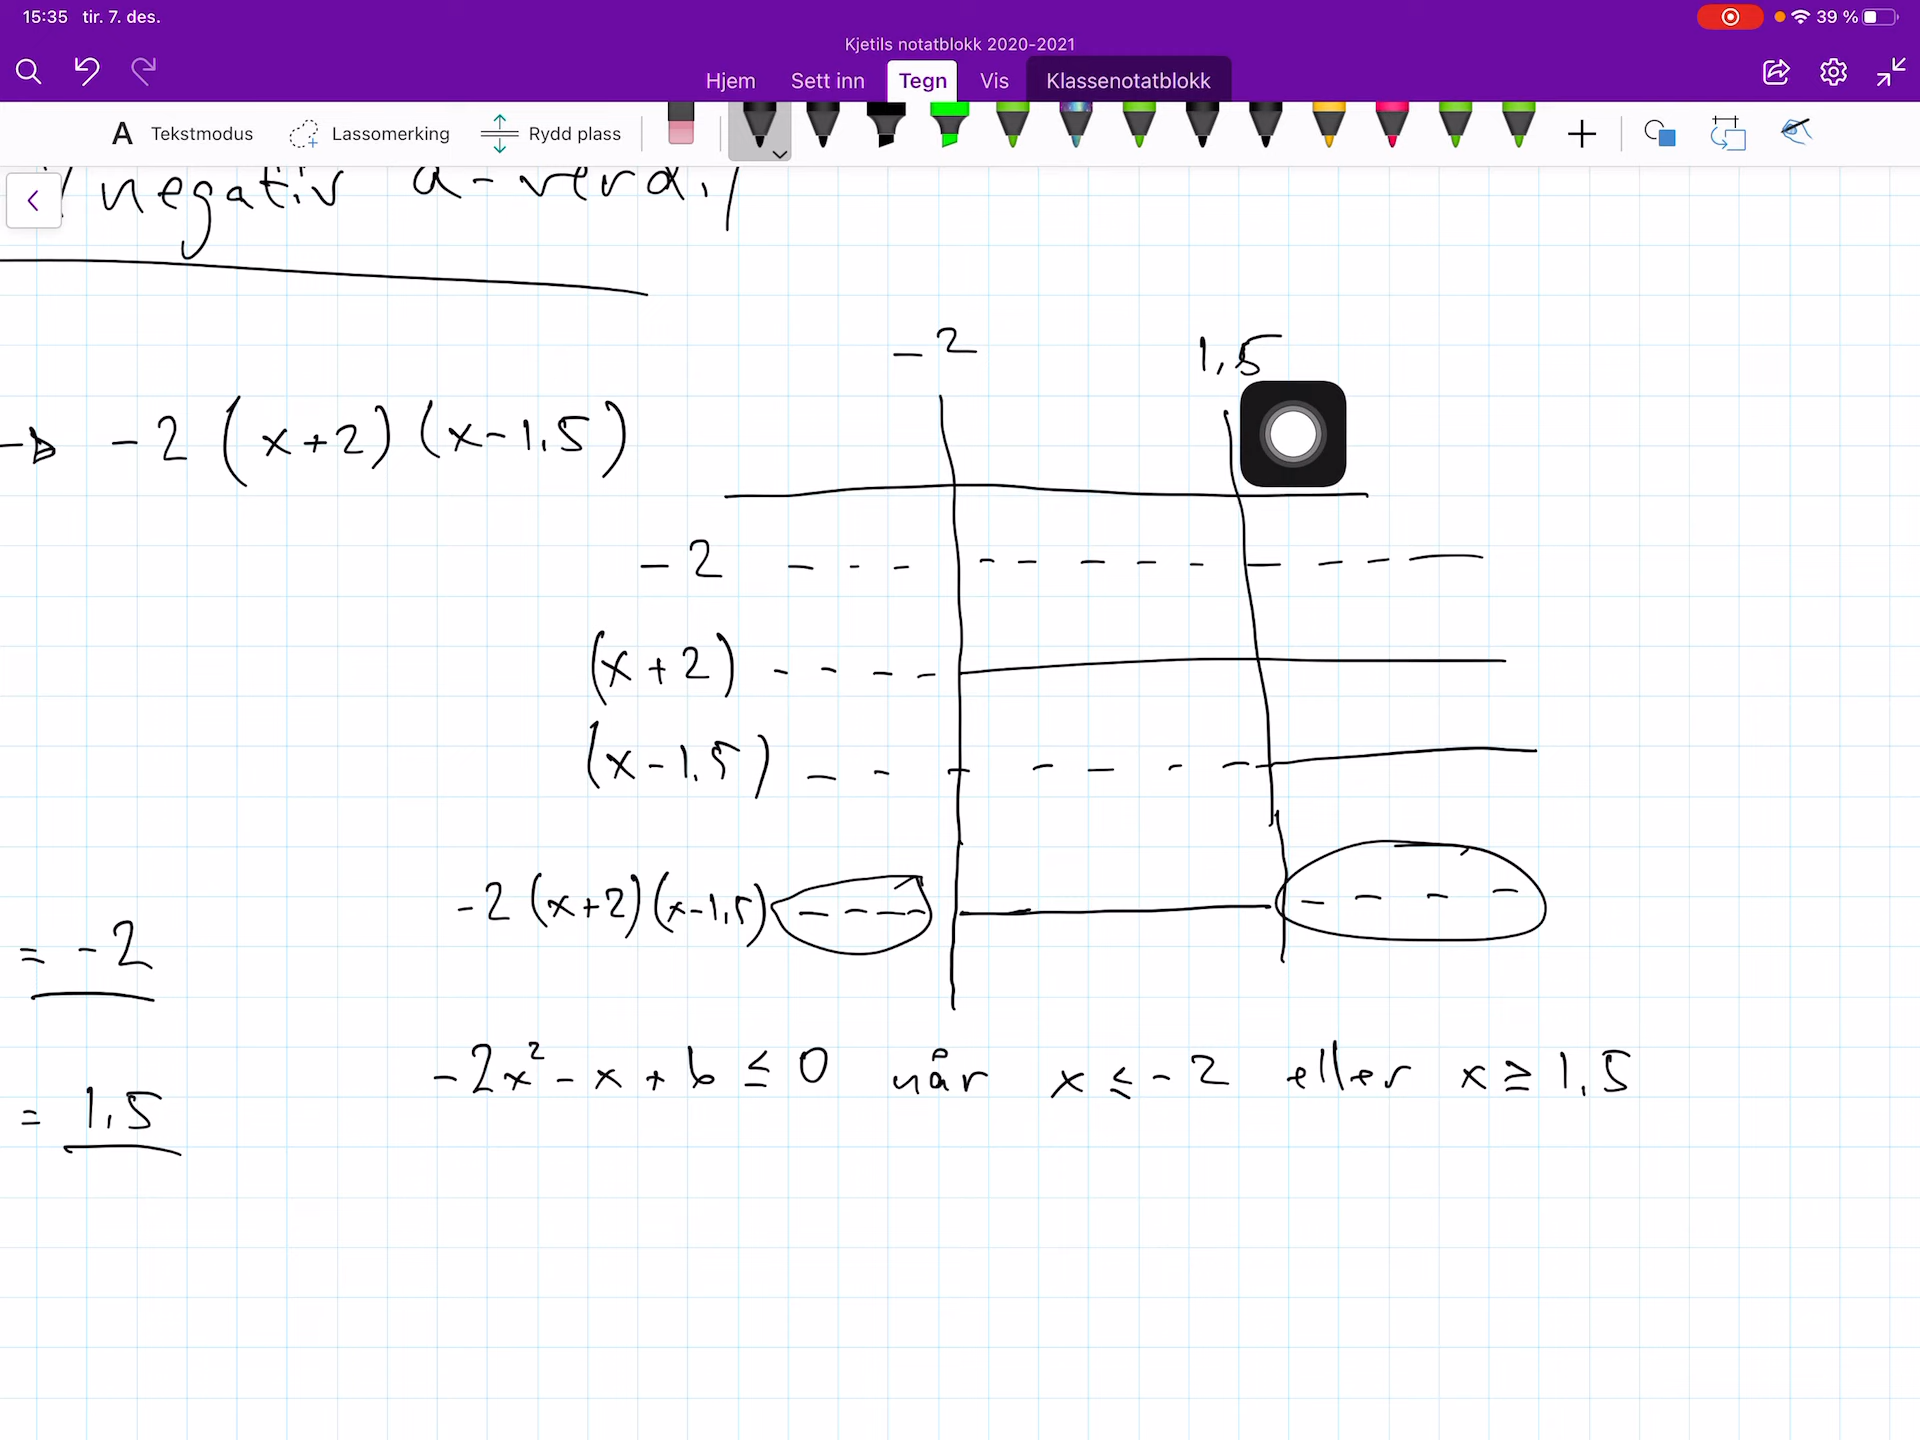 15:35 tir. 7. des. 39 %
Kjetils notatblokk 2020-2021
Hjem Sett inn Tegn Vis Klassenotatblokk
A Tekstmodus Lassomerking Rydd plass
negativ a-verdi/
-2 1,5
-2 (x+2) (x-1,5)
-2
(x+2)
(x-1,5)
-2 (x+2)(x-1,5)
= -2
-2x² - x + 6 ≤ 0 når x ≤ -2 eller x ≥ 1,5
= 1,5